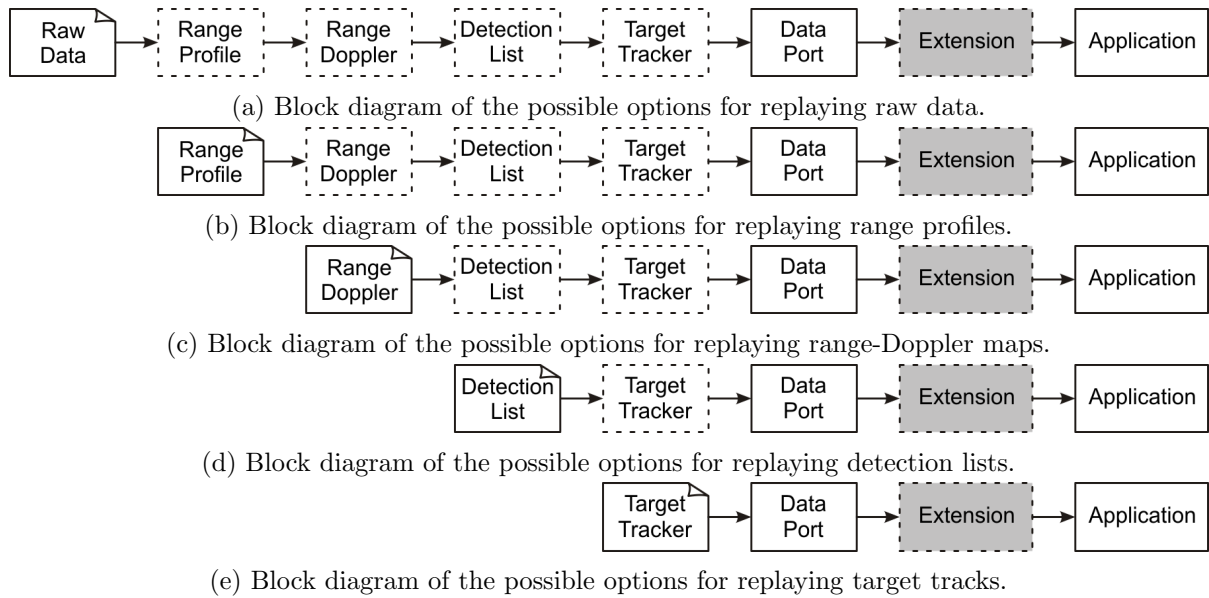 Raw Data Range Profile Range Doppler Detection List Target Tracker Data Port Extension Application
(a) Block diagram of the possible options for replaying raw data.
Range Profile Range Doppler Detection List Target Tracker Data Port Extension Application
(b) Block diagram of the possible options for replaying range profiles.
Range Doppler Detection List Target Tracker Data Port Extension Application
(c) Block diagram of the possible options for replaying range-Doppler maps.
Detection List Target Tracker Data Port Extension Application
(d) Block diagram of the possible options for replaying detection lists.
Target Tracker Data Port Extension Application
(e) Block diagram of the possible options for replaying target tracks.